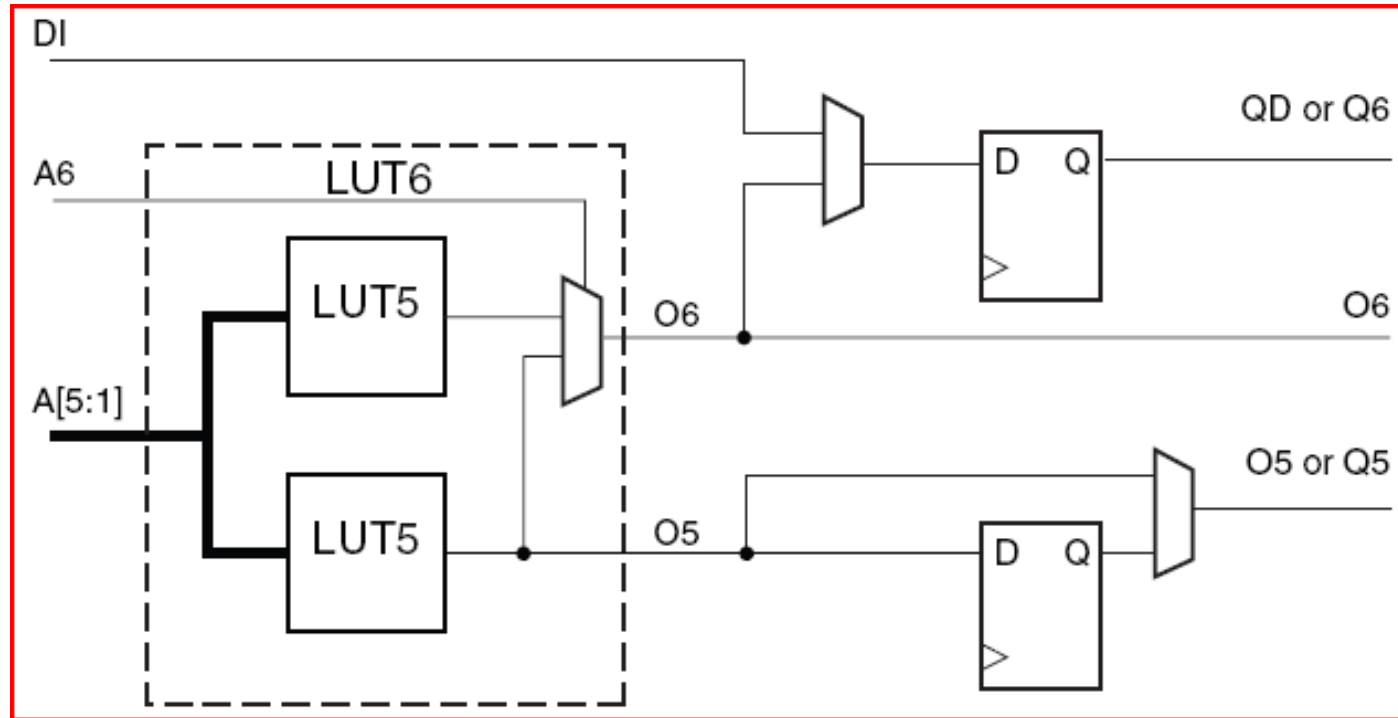 DI
QD or Q6
A6
LUT6
D Q
LUT5
O6
O6
A[5:1]
O5 or Q5
LUT5
O5
D Q